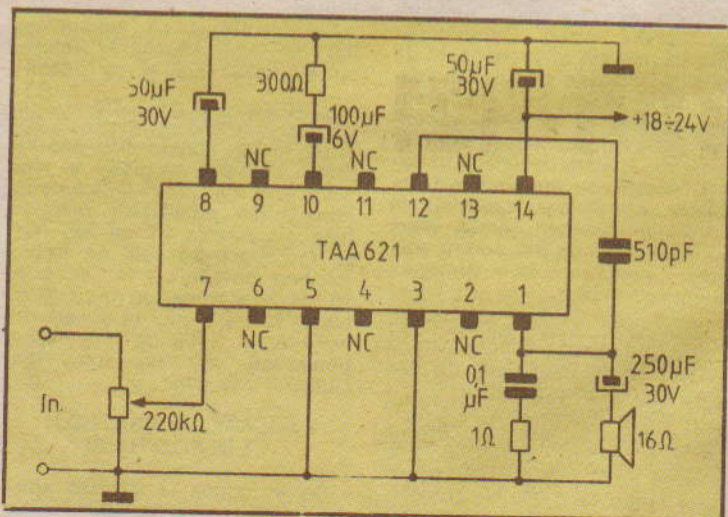 50µF
30V
300Ω
100µF
6V
50µF
30V
+18÷24V
NC
NC
NC
8 9 10 11 12 13 14
TAA621
510pF
7 6 5 4 3 2 1
NC
NC
NC
In.
220kΩ
0,1
µF
1Ω
250µF
30V
16Ω